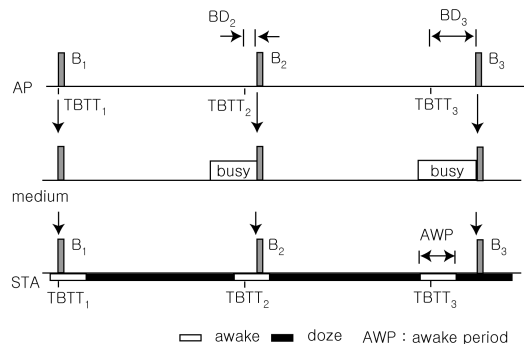 BD2 BD3
B1 B2 B3
AP
TBTT1 TBTT2 TBTT3
busy busy
medium
B1 B2 AWP B3
STA
TBTT1 TBTT2 TBTT3
awake doze AWP : awake period